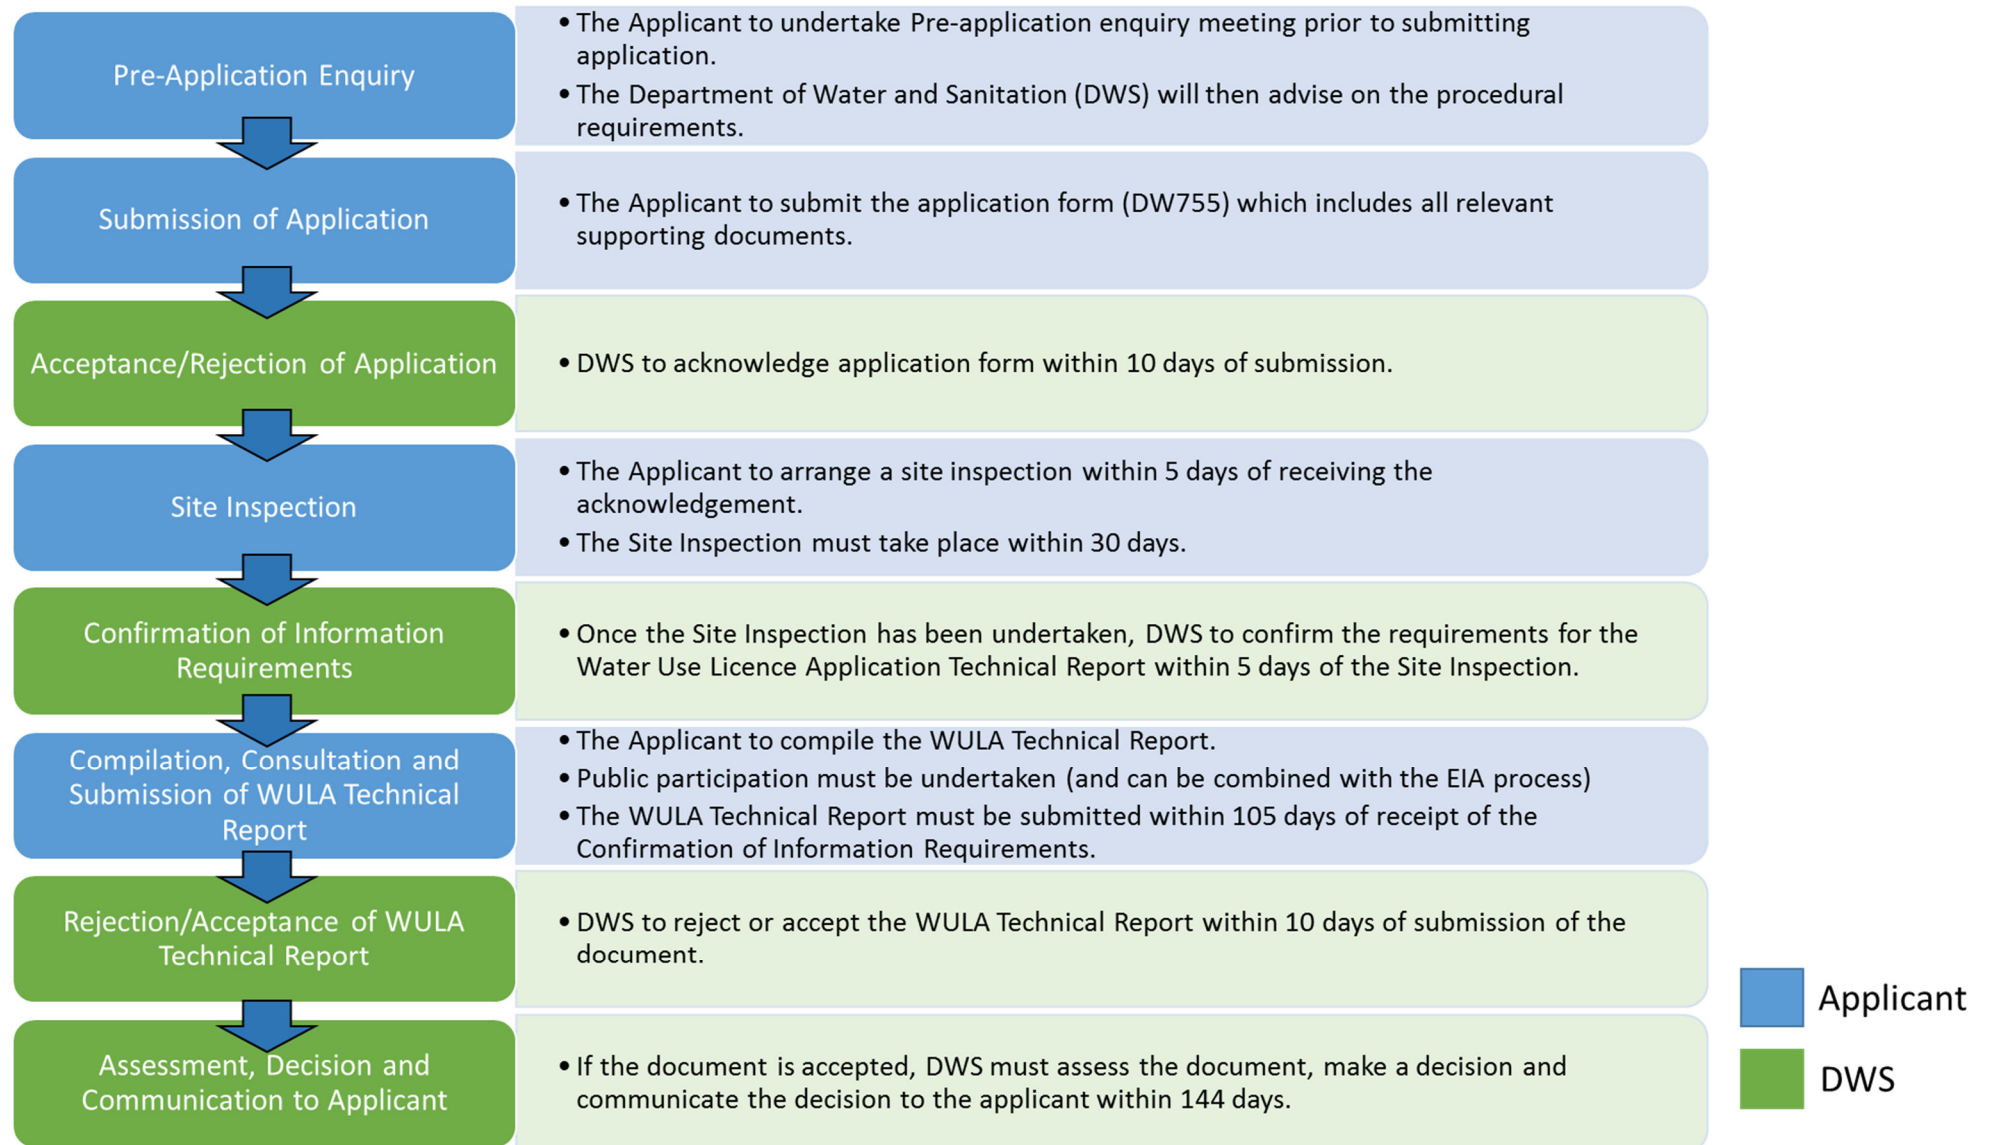 Pre-Application Enquiry
• The Applicant to undertake Pre-application enquiry meeting prior to submitting
application.
• The Department of Water and Sanitation (DWS) will then advise on the procedural
requirements.
Submission of Application
• The Applicant to submit the application form (DW755) which includes all relevant
supporting documents.
Acceptance/Rejection of Application
• DWS to acknowledge application form within 10 days of submission.
Site Inspection
• The Applicant to arrange a site inspection within 5 days of receiving the
acknowledgement.
• The Site Inspection must take place within 30 days.
Confirmation of Information
Requirements
• Once the Site Inspection has been undertaken, DWS to confirm the requirements for the
Water Use Licence Application Technical Report within 5 days of the Site Inspection.
Compilation, Consultation and
Submission of WULA Technical
Report
• The Applicant to compile the WULA Technical Report.
• Public participation must be undertaken (and can be combined with the EIA process)
• The WULA Technical Report must be submitted within 105 days of receipt of the
Confirmation of Information Requirements.
Rejection/Acceptance of WULA
Technical Report
• DWS to reject or accept the WULA Technical Report within 10 days of submission of the
document.
Assessment, Decision and
Communication to Applicant
• If the document is accepted, DWS must assess the document, make a decision and
communicate the decision to the applicant within 144 days.
Applicant
DWS